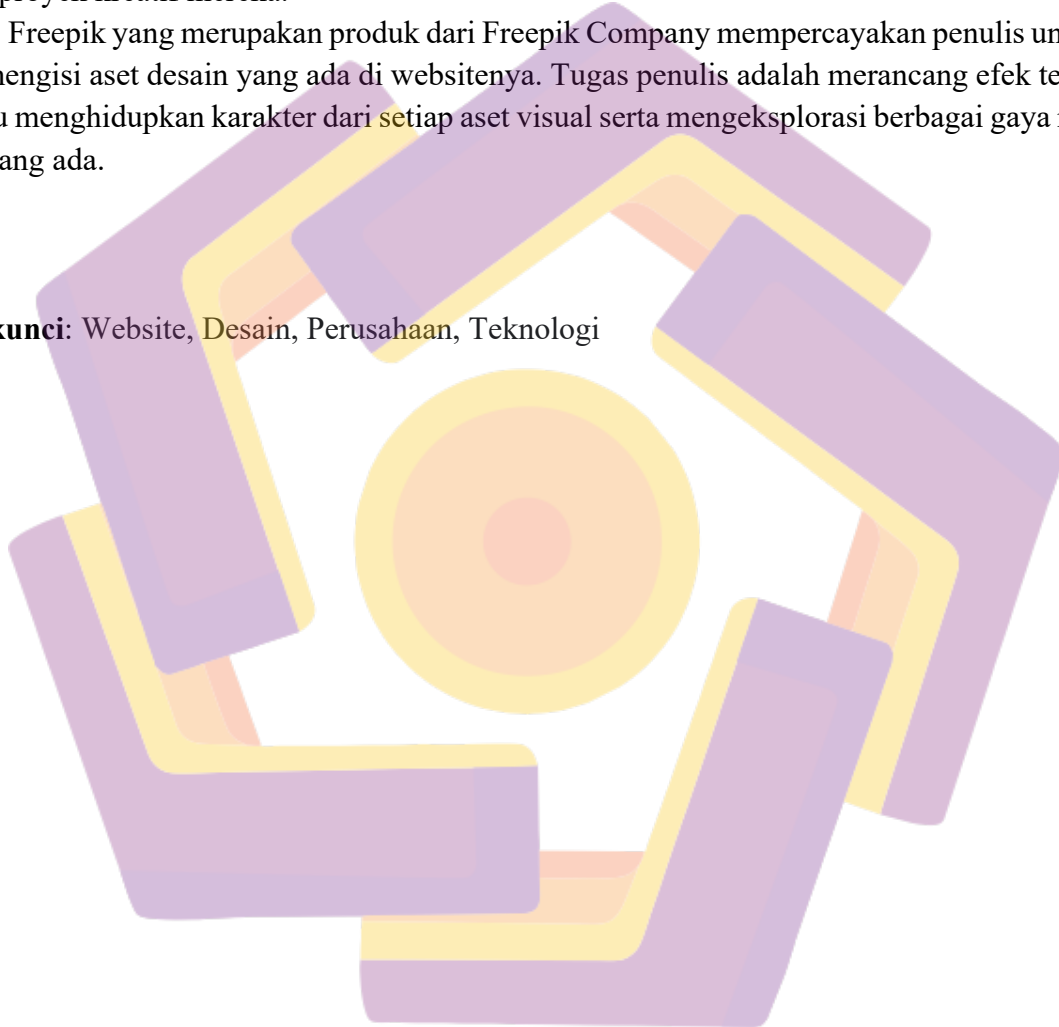 Freepik yang merupakan produk dari Freepik Company mempercayakan penulis
mengisi aset desain yang ada di websitenya. Tugas penulis adalah merancang efek
menghidupkan karakter dari setiap aset visual serta mengeksplorasi berbagai gaya
ang ada.
kunci: Website, Desain, Perusahaan, Teknologi